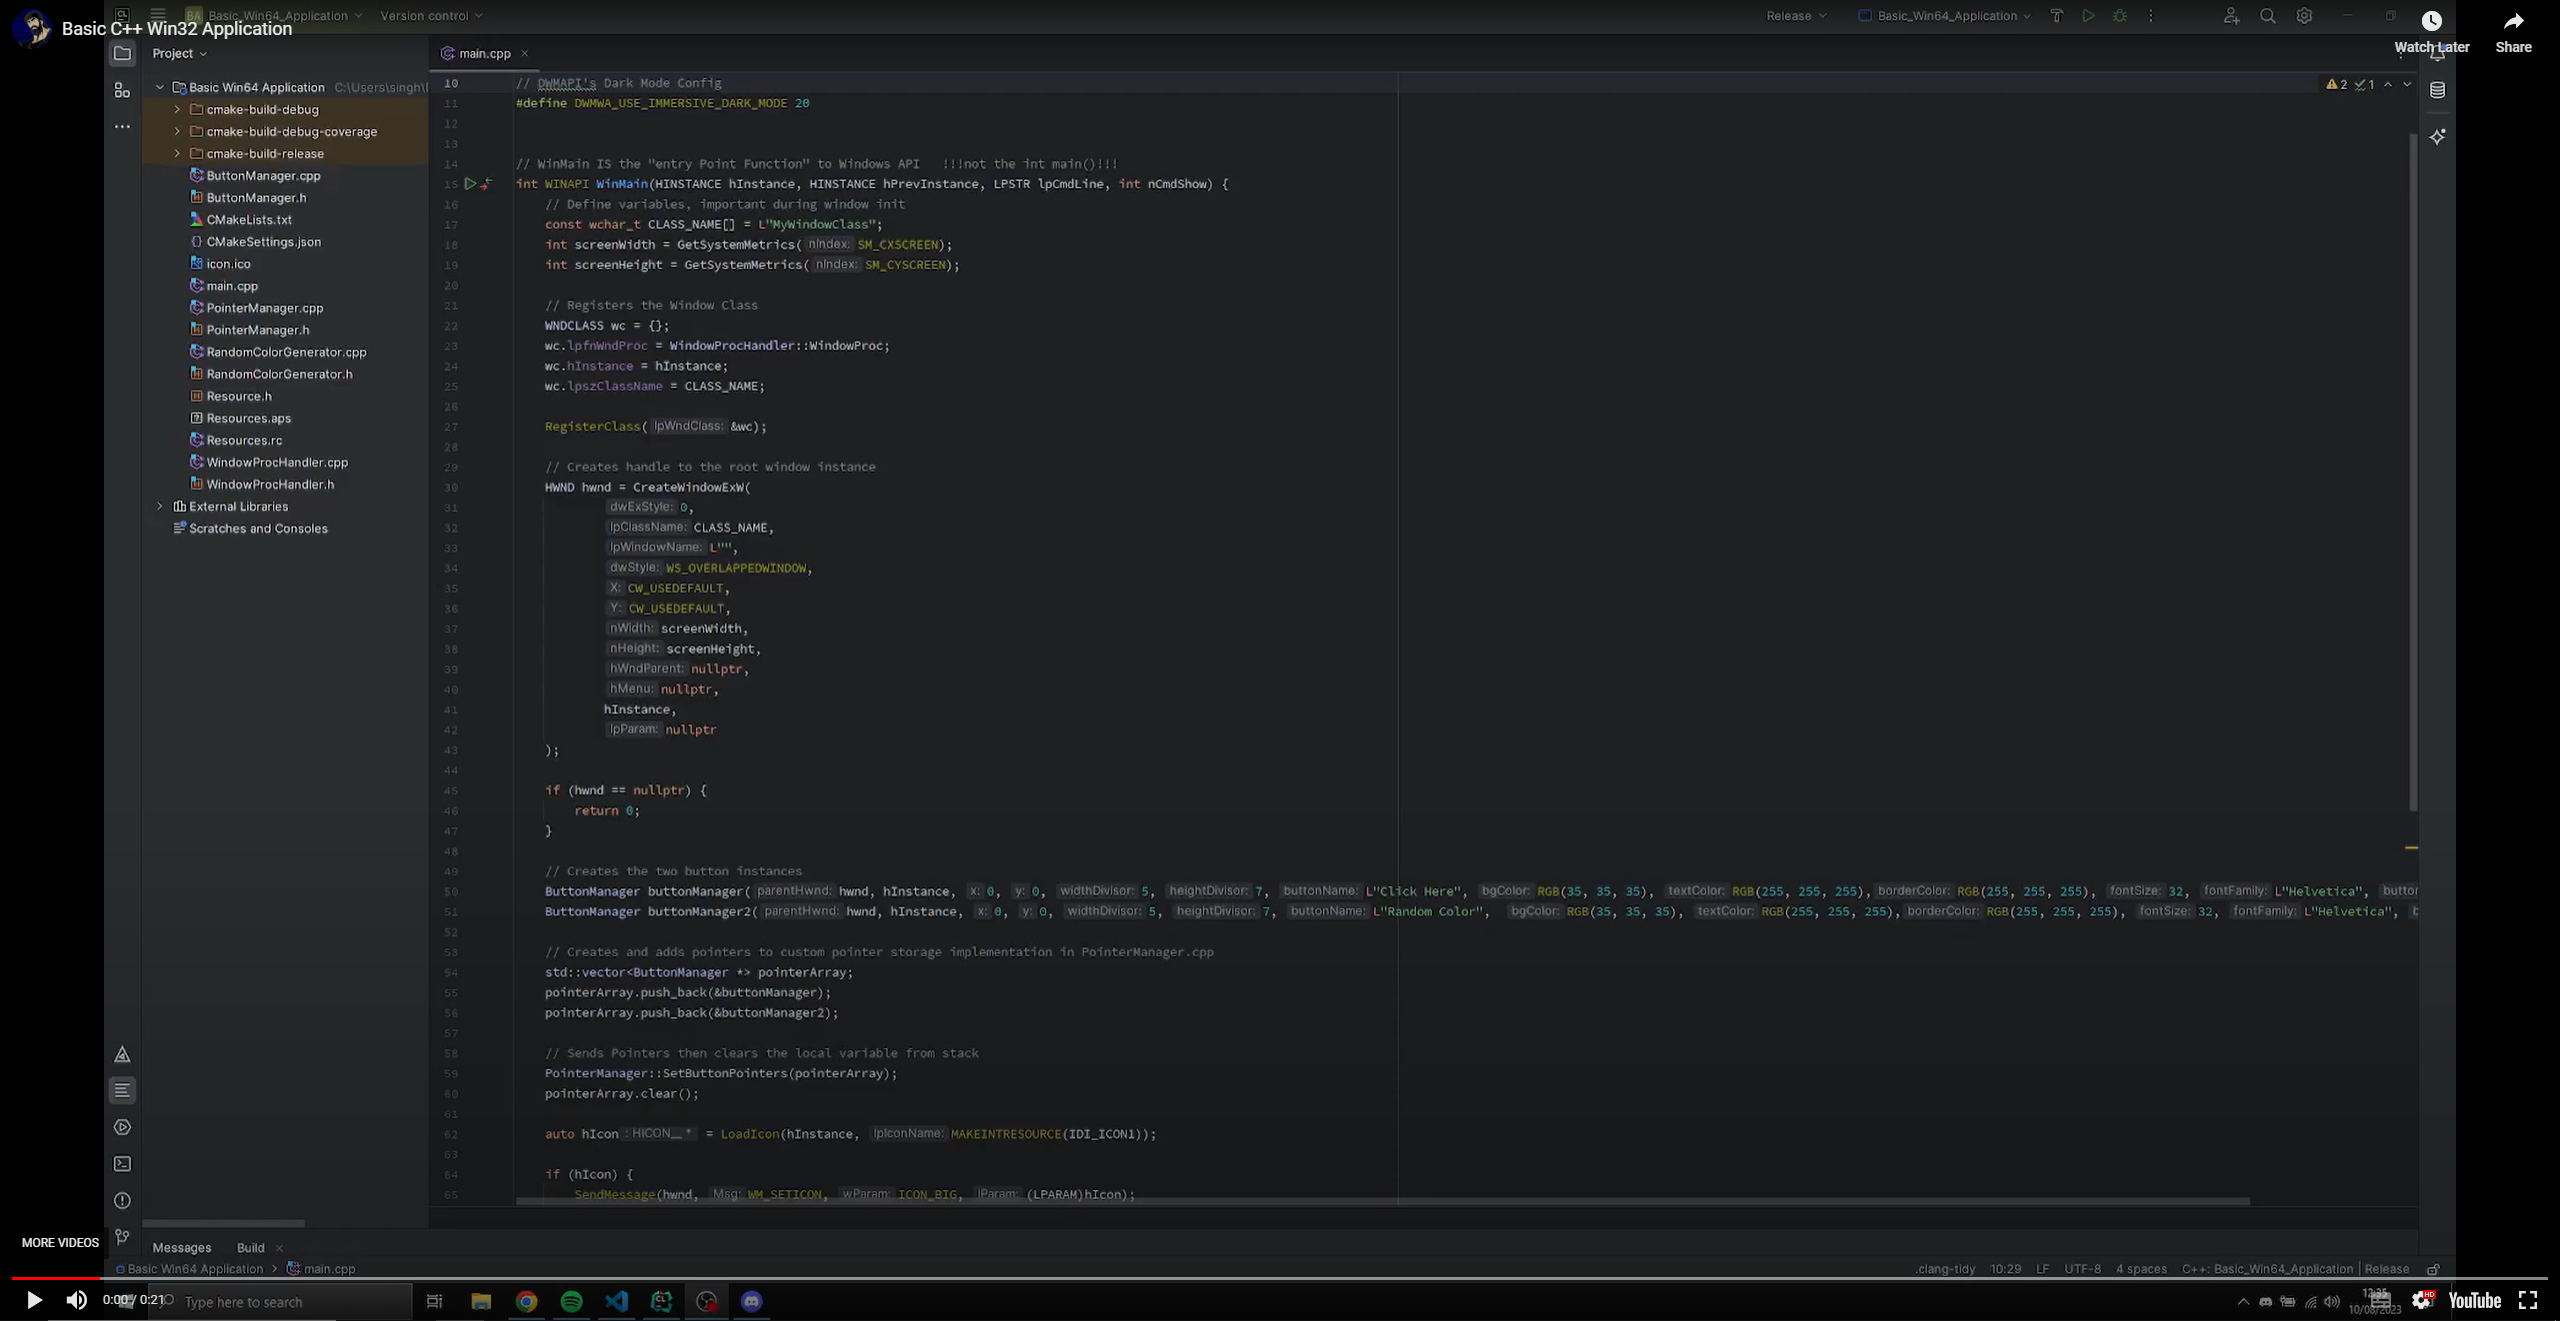 Basic C++ Win32 Application
BA Basic_Win64_Application Version control
Release Basic_Win64_Application
Watch Later
Share
Project
main.cpp
Basic Win64 Application C:\Users\singh\
cmake-build-debug
cmake-build-debug-coverage
cmake-build-release
ButtonManager.cpp
ButtonManager.h
CMakeLists.txt
CMakeSettings.json
icon.ico
main.cpp
PointerManager.cpp
PointerManager.h
RandomColorGenerator.cpp
RandomColorGenerator.h
Resource.h
Resources.aps
Resources.rc
WindowProcHandler.cpp
WindowProcHandler.h
External Libraries
Scratches and Consoles
2 1
10 // DWMAPI's Dark Mode Config
11 #define DWMWA_USE_IMMERSIVE_DARK_MODE 20
12
13
14 // WinMain IS the "entry Point Function" to Windows API !!!not the int main()!!!
15 int WINAPI WinMain(HINSTANCE hInstance, HINSTANCE hPrevInstance, LPSTR lpCmdLine, int nCmdShow) {
16 // Define variables, important during window init
17 const wchar_t CLASS_NAME[] = L"MyWindowClass";
18 int screenWidth = GetSystemMetrics( nIndex: SM_CXSCREEN);
19 int screenHeight = GetSystemMetrics( nIndex: SM_CYSCREEN);
20
21 // Registers the Window Class
22 WNDCLASS wc = {};
23 wc.lpfnWndProc = WindowProcHandler::WindowProc;
24 wc.hInstance = hInstance;
25 wc.lpszClassName = CLASS_NAME;
26
27 RegisterClass( lpWndClass: &wc);
28
29 // Creates handle to the root window instance
30 HWND hwnd = CreateWindowExW(
31 dwExStyle: 0,
32 lpClassName: CLASS_NAME,
33 lpWindowName: L"",
34 dwStyle: WS_OVERLAPPEDWINDOW,
35 X: CW_USEDEFAULT,
36 Y: CW_USEDEFAULT,
37 nWidth: screenWidth,
38 nHeight: screenHeight,
39 hWndParent: nullptr,
40 hMenu: nullptr,
41 hInstance,
42 lpParam: nullptr
43 );
44
45 if (hwnd == nullptr) {
46 return 0;
47 }
48
49 // Creates the two button instances
50 ButtonManager buttonManager( parentHwnd: hwnd, hInstance, x: 0, y: 0, widthDivisor: 5, heightDivisor: 7, buttonName: L"Click Here", bgColor: RGB(35, 35, 35), textColor: RGB(255, 255, 255), borderColor: RGB(255, 255, 255), fontSize: 32, fontFamily: L"Helvetica", button
51 ButtonManager buttonManager2( parentHwnd: hwnd, hInstance, x: 0, y: 0, widthDivisor: 5, heightDivisor: 7, buttonName: L"Random Color", bgColor: RGB(35, 35, 35), textColor: RGB(255, 255, 255), borderColor: RGB(255, 255, 255), fontSize: 32, fontFamily: L"Helvetica",
52
53 // Creates and adds pointers to custom pointer storage implementation in PointerManager.cpp
54 std::vector<ButtonManager *> pointerArray;
55 pointerArray.push_back(&buttonManager);
56 pointerArray.push_back(&buttonManager2);
57
58 // Sends Pointers then clears the local variable from stack
59 PointerManager::SetButtonPointers(pointerArray);
60 pointerArray.clear();
61
62 auto hIcon : HICON__ * = LoadIcon(hInstance, lpIconName: MAKEINTRESOURCE(IDI_ICON1));
63
64 if (hIcon) {
65 SendMessage(hwnd, Msg: WM_SETICON, wParam: ICON_BIG, lParam: (LPARAM)hIcon);
MORE VIDEOS
Messages Build
Basic Win64 Application > main.cpp
.clang-tidy 10:29 LF UTF-8 4 spaces C++: Basic_Win64_Application | Release
0:00 / 0:21
Type here to search
12:35
10/08/2023
HD
YouTube